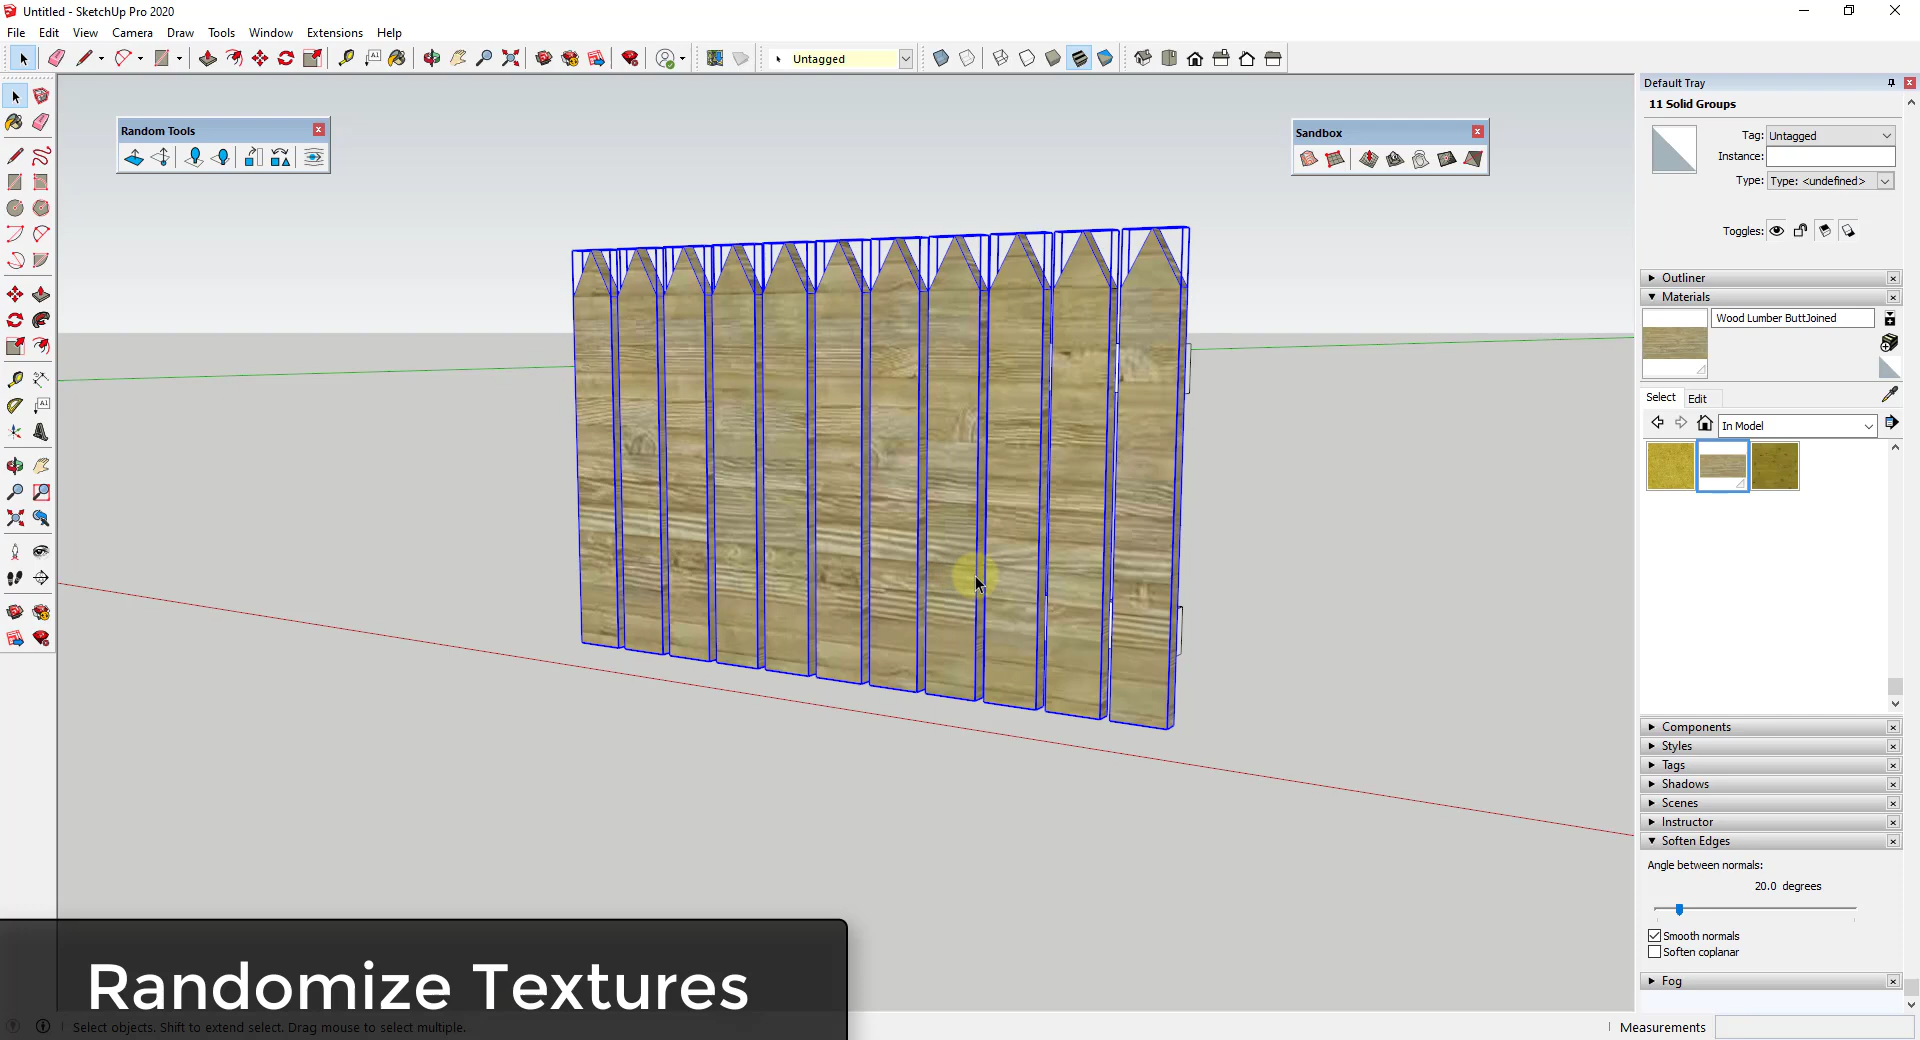 Untitled - SketchUp Pro 2020
File Edit View Camera Draw Tools Window Extensions Help
Untagged
Random Tools
Sandbox
Default Tray
11 Solid Groups
Tag: Untagged
Instance:
Type: Type: <undefined>
Toggles:
Outliner
Materials
Wood Lumber ButtJoined
Select Edit
In Model
Components
Styles
Tags
Shadows
Scenes
Instructor
Soften Edges
Angle between normals:
20.0 degrees
Smooth normals
Soften coplanar
Fog
Randomize Textures
Select objects. Shift to extend select. Drag mouse to select multiple.
Measurements